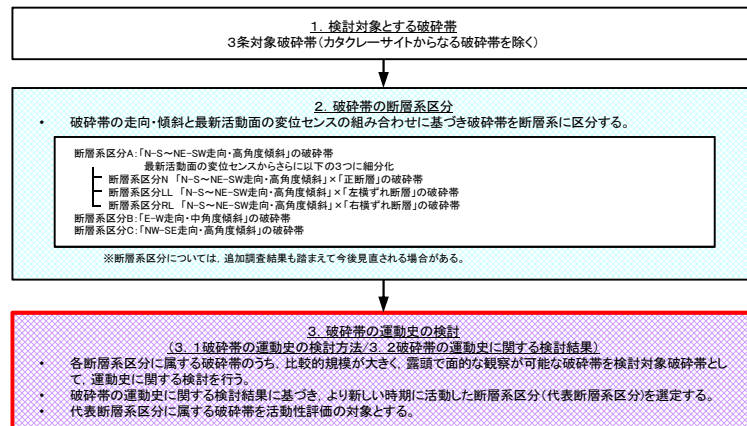 1. 検討対象とする破砕帯
3条対象破砕帯(カタクレーサイトからなる破砕帯を除く)
2. 破砕帯の断層系区分
• 破砕帯の走向・傾斜と最新活動面の変位センスの組み合わせに基づき破砕帯を断層系に区分する。
断層系区分A:「N-S～NE-SW走向・高角度傾斜」の破砕帯
最新活動面の変位センスからさらに以下の3つに細分化
断層系区分N 「N-S～NE-SW走向・高角度傾斜」×「正断層」の破砕帯
断層系区分LL 「N-S～NE-SW走向・高角度傾斜」×「左横ずれ断層」の破砕帯
断層系区分RL 「N-S～NE-SW走向・高角度傾斜」×「右横ずれ断層」の破砕帯
断層系区分B:「E-W走向・中角度傾斜」の破砕帯
断層系区分C:「NW-SE走向・高角度傾斜」の破砕帯
※断層系区分については,追加調査結果も踏まえて今後見直される場合がある。
3. 破砕帯の運動史の検討
(3. 1破砕帯の運動史の検討方法/3. 2破砕帯の運動史に関する検討結果)
• 各断層系区分に属する破砕帯のうち,比較的規模が大きく,露頭で面的な観察が可能な破砕帯を検討対象破砕帯とし
て,運動史に関する検討を行う。
• 破砕帯の運動史に関する検討結果に基づき,より新しい時期に活動した断層系区分(代表断層系区分)を選定する。
• 代表断層系区分に属する破砕帯を活動性評価の対象とする。